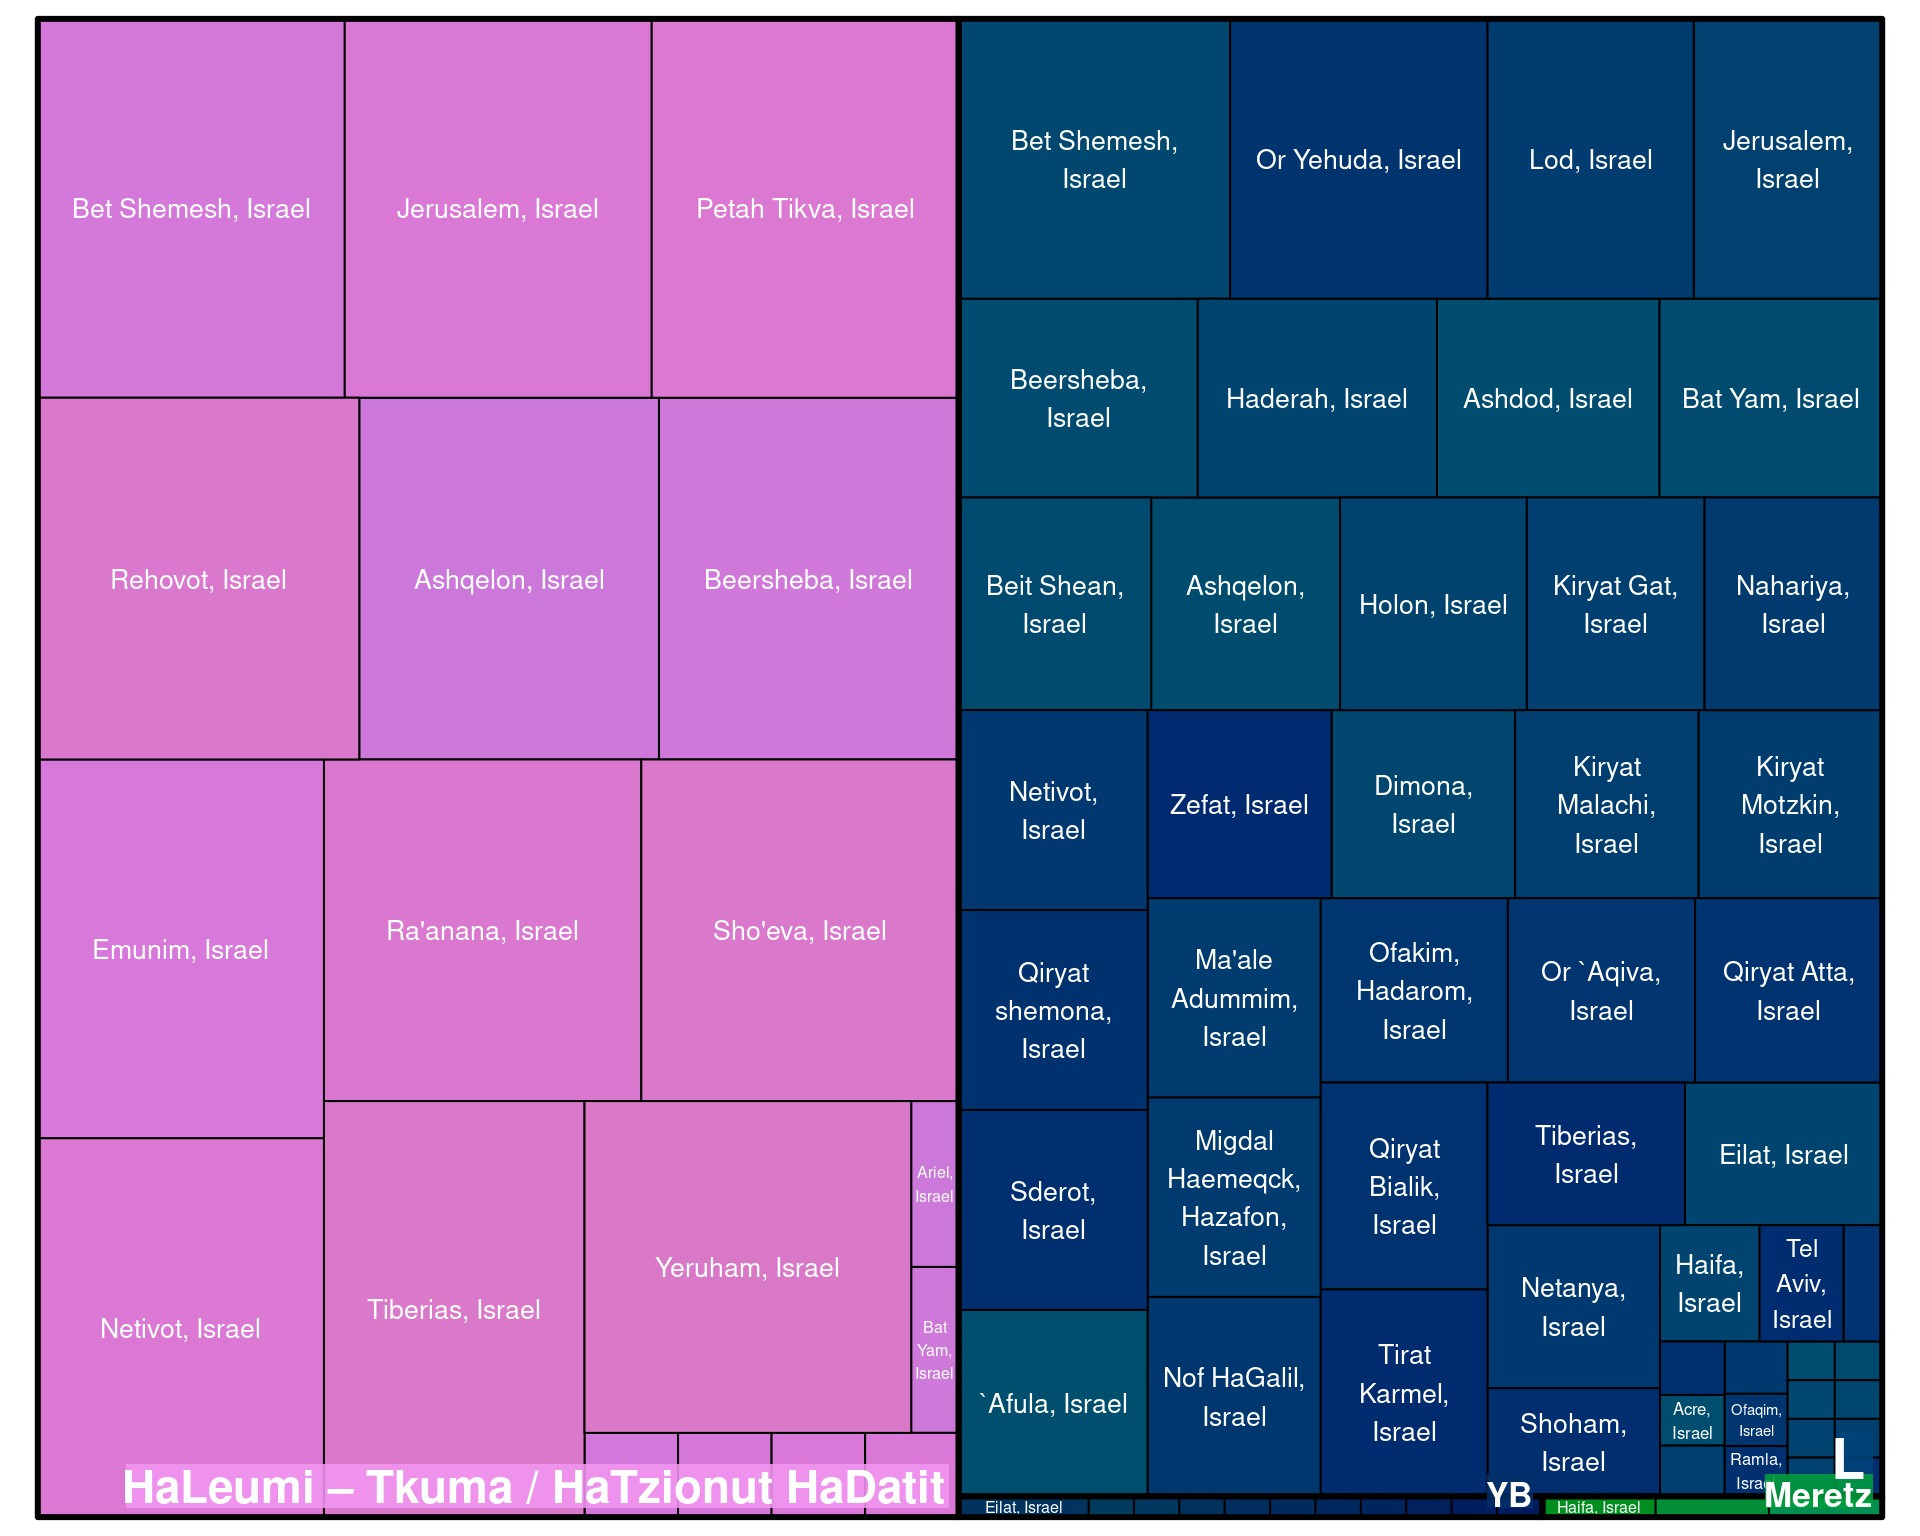 Bet Shemesh, Israel
Jerusalem, Israel
Petah Tikva, Israel
Rehovot, Israel
Ashqelon, Israel
Beersheba, Israel
Emunim, Israel
Ra'anana, Israel
Sho'eva, Israel
Netivot, Israel
Tiberias, Israel
Yeruham, Israel
Ariel,
Israel
Bat
Yam,
Israel
HaLeumi – Tkuma / HaTzionut HaDatit
Bet Shemesh,
Israel
Or Yehuda, Israel
Lod, Israel
Jerusalem,
Israel
Beersheba,
Israel
Haderah, Israel
Ashdod, Israel
Bat Yam, Israel
Beit Shean,
Israel
Ashqelon,
Israel
Holon, Israel
Kiryat Gat,
Israel
Nahariya,
Israel
Netivot,
Israel
Zefat, Israel
Dimona,
Israel
Kiryat
Malachi,
Israel
Kiryat
Motzkin,
Israel
Qiryat
shemona,
Israel
Ma'ale
Adummim,
Israel
Ofakim,
Hadarom,
Israel
Or `Aqiva,
Israel
Qiryat Atta,
Israel
Sderot,
Israel
Migdal
Haemeqck,
Hazafon,
Israel
Qiryat
Bialik,
Israel
Tiberias,
Israel
Eilat, Israel
`Afula, Israel
Nof HaGalil,
Israel
Tirat
Karmel,
Israel
Netanya,
Israel
Haifa,
Israel
Tel
Aviv,
Israel
Shoham,
Israel
Acre,
Israel
Ofaqim,
Israel
Ramla,
Israel
L
Eilat, Israel
YB
Haifa, Israel
Meretz